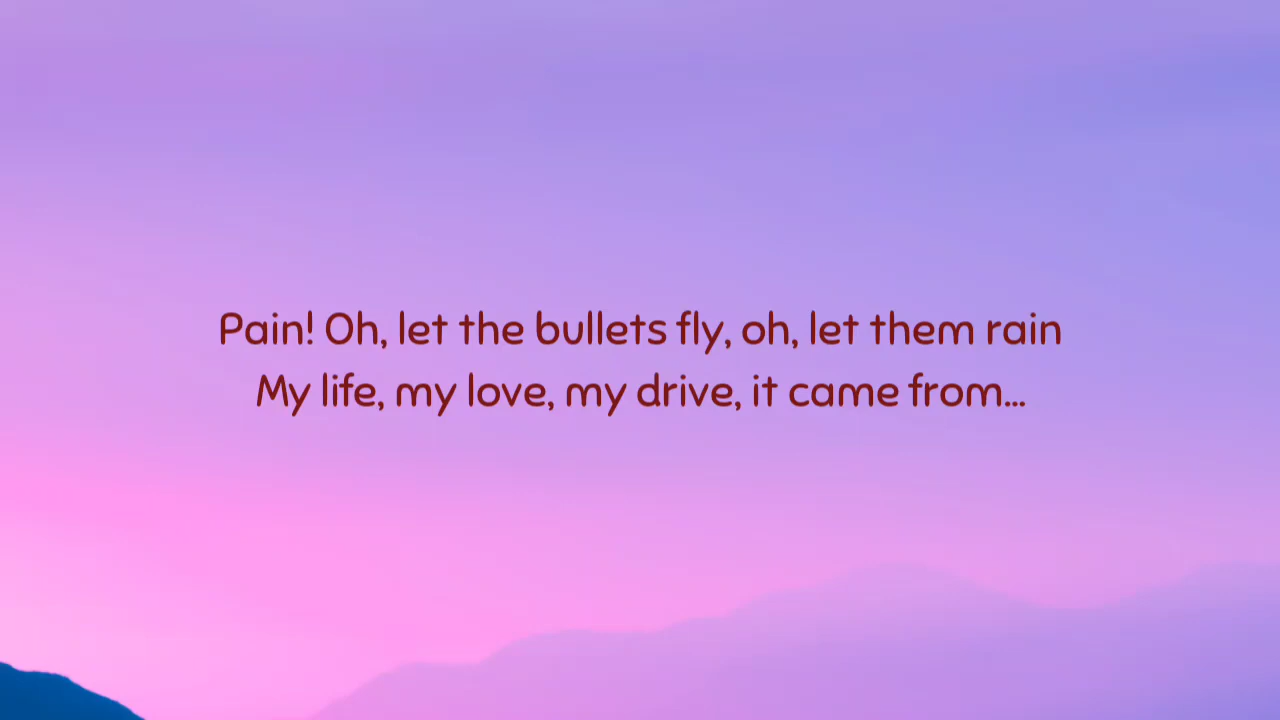 Pain! Oh, let the bullets fly, oh, let them rain
My life, my love, my drive, it came from...